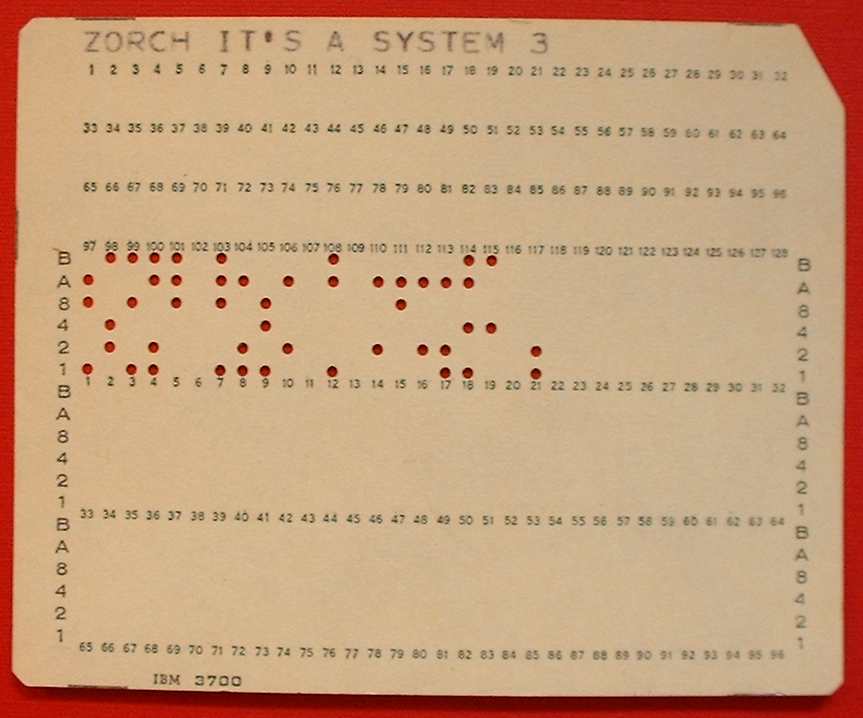 ZORCH IT'S A SYSTEM 3
1 2 3 4 5 6 7 8 9 10 11 12 13 14 15 16 17 18 19 20 21 22 23 24 25 26 27 28 29 30 31 32
33 34 35 36 37 38 39 40 41 42 43 44 45 46 47 48 49 50 51 52 53 54 55 56 57 58 59 60 61 62 63 64
65 66 67 68 69 70 71 72 73 74 75 76 77 78 79 80 81 82 83 84 85 86 87 88 89 90 91 92 93 94 95 96
97 98 99 100 101 102 103 104 105 106 107 108 109 110 111 112 113 114 115 116 117 118 119 120 121 122 123 124 125 126 127 128
B B
A A
8 8
4 4
2 2
1 1
1 2 3 4 5 6 7 8 9 10 11 12 13 14 15 16 17 18 19 20 21 22 23 24 25 26 27 28 29 30 31 32
B B
A A
8 8
4 4
2 2
1 1
33 34 35 36 37 38 39 40 41 42 43 44 45 46 47 48 49 50 51 52 53 54 55 56 57 58 59 60 61 62 63 64
B B
A A
8 8
4 4
2 2
1 1
65 66 67 68 69 70 71 72 73 74 75 76 77 78 79 80 81 82 83 84 85 86 87 88 89 90 91 92 93 94 95 96
IBM 3700